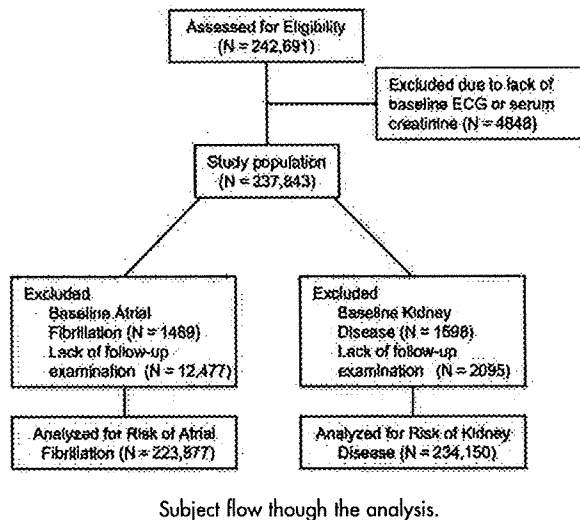 Assessed for Eligibility
(N = 242,691)
Excluded due to lack of
baseline ECG or serum
creatinine (N = 4848)
Study population
(N = 237,843)
Excluded
Baseline Atrial
Fibrillation (N = 1489)
Lack of follow-up
examination (N = 12,477)
Excluded
Baseline Kidney
Disease (N = 1598)
Lack of follow-up
examination (N = 2095)
Analyzed for Risk of Atrial
Fibrillation (N = 223,877)
Analyzed for Risk of Kidney
Disease (N = 234,150)
Subject flow though the analysis.